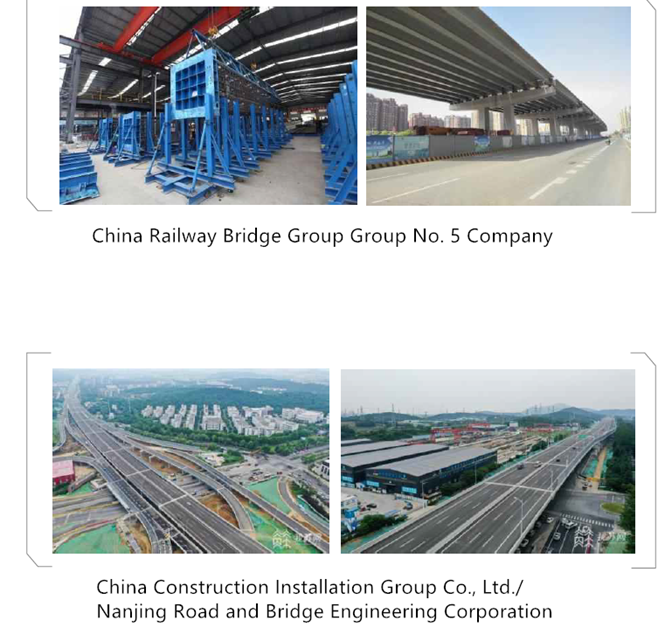 China Railway Bridge Group Group No. 5 Company
China Construction Installation Group Co., Ltd./
Nanjing Road and Bridge Engineering Corporation